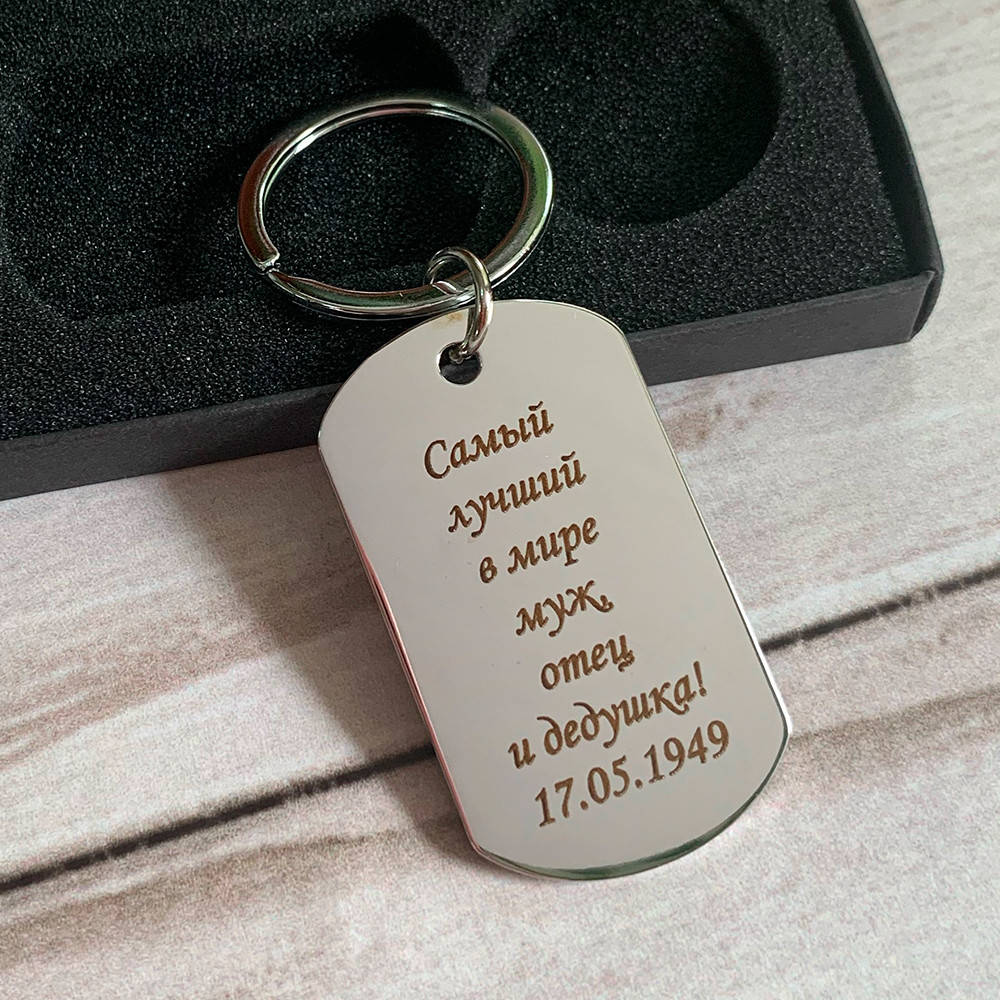 Самый
лучший
в мире
муж,
отец
и дедушка!
17.05.1949